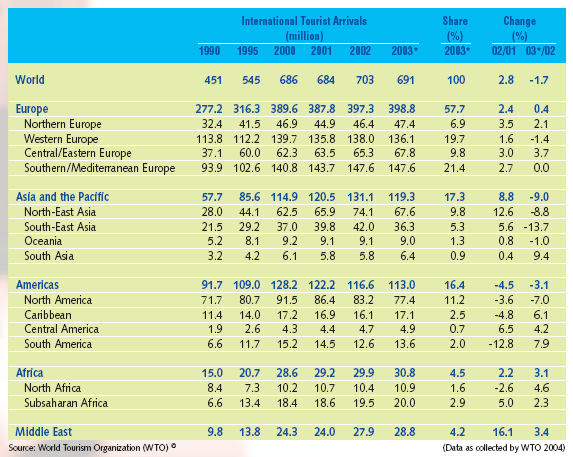 International Tourist Arrivals Share Change
(million) (%) (%)
1990 1995 2000 2001 2002 2003* 2003* 02/01 03*/02
World 451 545 686 684 703 691 100 2.8 -1.7
Europe 277.2 316.3 389.6 387.8 397.3 398.8 57.7 2.4 0.4
Northern Europe 32.4 41.5 46.9 44.9 46.4 47.4 6.9 3.5 2.1
Western Europe 113.8 112.2 139.7 135.8 138.0 136.1 19.7 1.6 -1.4
Central/Eastern Europe 37.1 60.0 62.3 63.5 65.3 67.8 9.8 3.0 3.7
Southern/Mediterranean Europe 93.9 102.6 140.8 143.7 147.6 147.6 21.4 2.7 0.0
Asia and the Pacific 57.7 85.6 114.9 120.5 131.1 119.3 17.3 8.8 -9.0
North-East Asia 28.0 44.1 62.5 65.9 74.1 67.6 9.8 12.6 -8.8
South-East Asia 21.5 29.2 37.0 39.8 42.0 36.3 5.3 5.6 -13.7
Oceania 5.2 8.1 9.2 9.1 9.1 9.0 1.3 0.8 -1.0
South Asia 3.2 4.2 6.1 5.8 5.8 6.4 0.9 0.4 9.4
Americas 91.7 109.0 128.2 122.2 116.6 113.0 16.4 -4.5 -3.1
North America 71.7 80.7 91.5 86.4 83.2 77.4 11.2 -3.6 -7.0
Caribbean 11.4 14.0 17.2 16.9 16.1 17.1 2.5 -4.8 6.1
Central America 1.9 2.6 4.3 4.4 4.7 4.9 0.7 6.5 4.2
South America 6.6 11.7 15.2 14.5 12.6 13.6 2.0 -12.8 7.9
Africa 15.0 20.7 28.6 29.2 29.9 30.8 4.5 2.2 3.1
North Africa 8.4 7.3 10.2 10.7 10.4 10.9 1.6 -2.6 4.6
Subsaharan Africa 6.6 13.4 18.4 18.6 19.5 20.0 2.9 5.0 2.3
Middle East 9.8 13.8 24.3 24.0 27.9 28.8 4.2 16.1 3.4
Source: World Tourism Organization (WTO) © (Data as collected by WTO 2004)